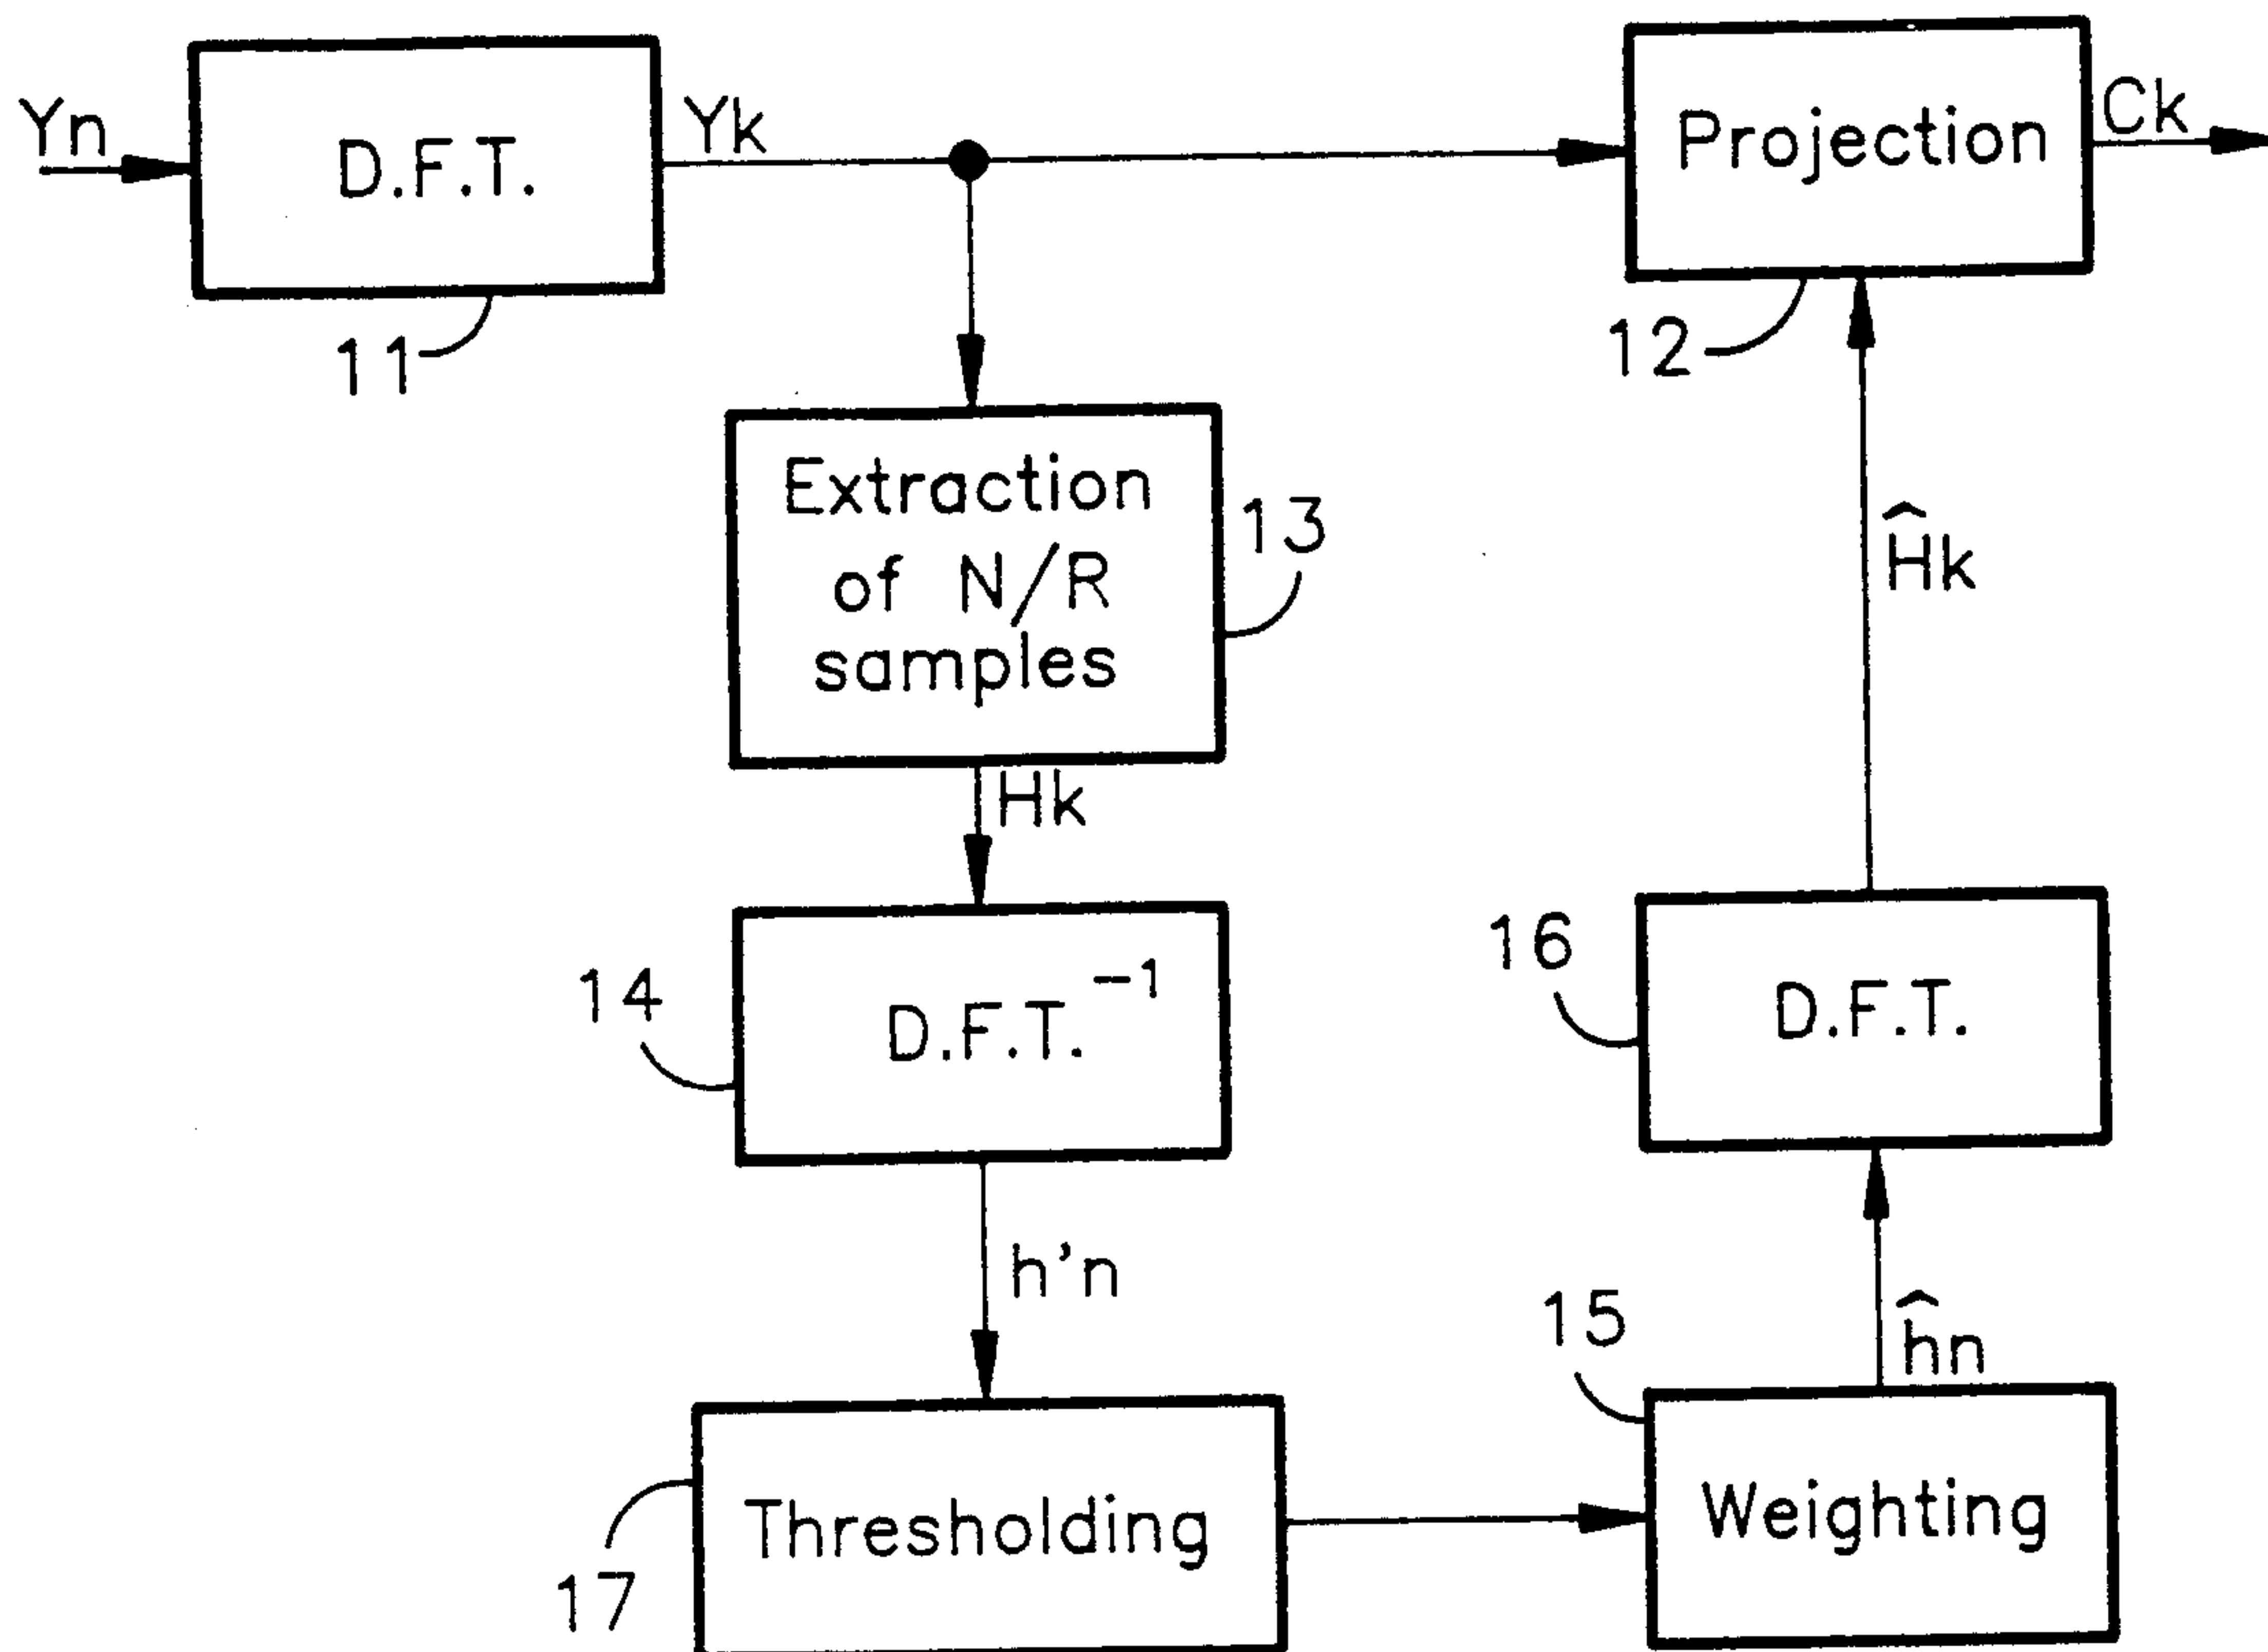 Yn
D.F.T.
11
Yk
Projection
12
Ck
Extraction
of N/R
samples
13
Hk
D.F.T.⁻¹
14
h'n
Thresholding
17
Weighting
15
ĥn
D.F.T.
16
Ĥk